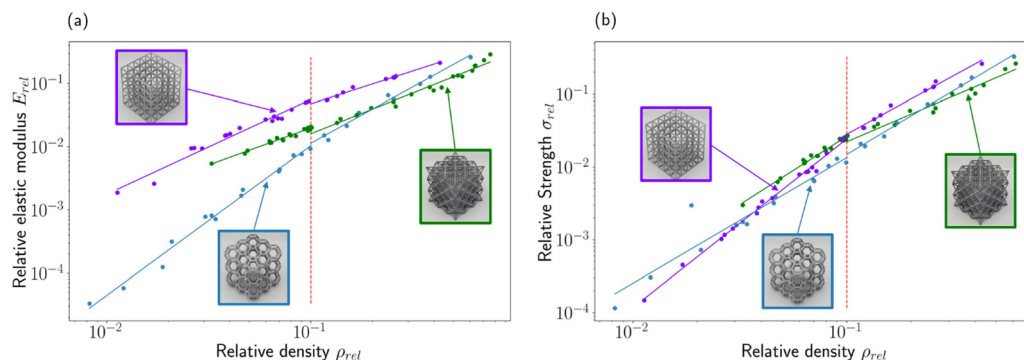 (a)
Relative elastic modulus E_rel
10⁻¹
10⁻²
10⁻³
10⁻⁴
10⁻²
10⁻¹
Relative density ρ_rel
(b)
Relative Strength σ_rel
10⁻¹
10⁻²
10⁻³
10⁻⁴
10⁻²
10⁻¹
Relative density ρ_rel